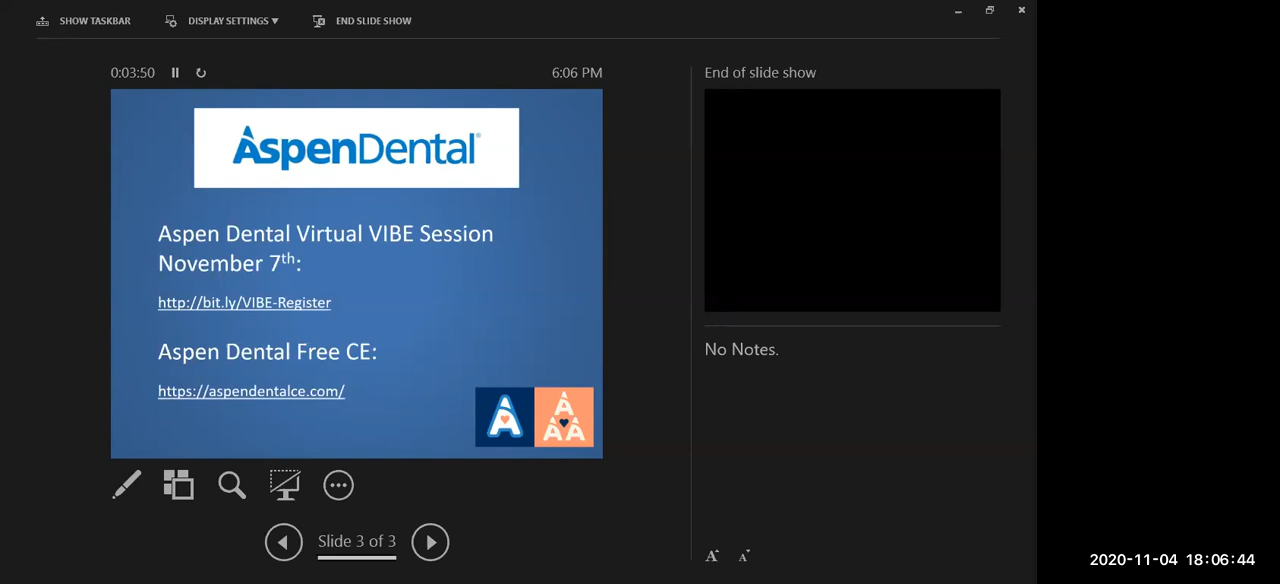 SHOW TASKBAR
DISPLAY SETTINGS ▼
END SLIDE SHOW
0:03:50
6:06 PM
End of slide show
AspenDental®
Aspen Dental Virtual VIBE Session
November 7th:
http://bit.ly/VIBE-Register
Aspen Dental Free CE:
https://aspendentalce.com/
A
A
AA
No Notes.
Slide 3 of 3
A A
2020-11-04 18:06:44